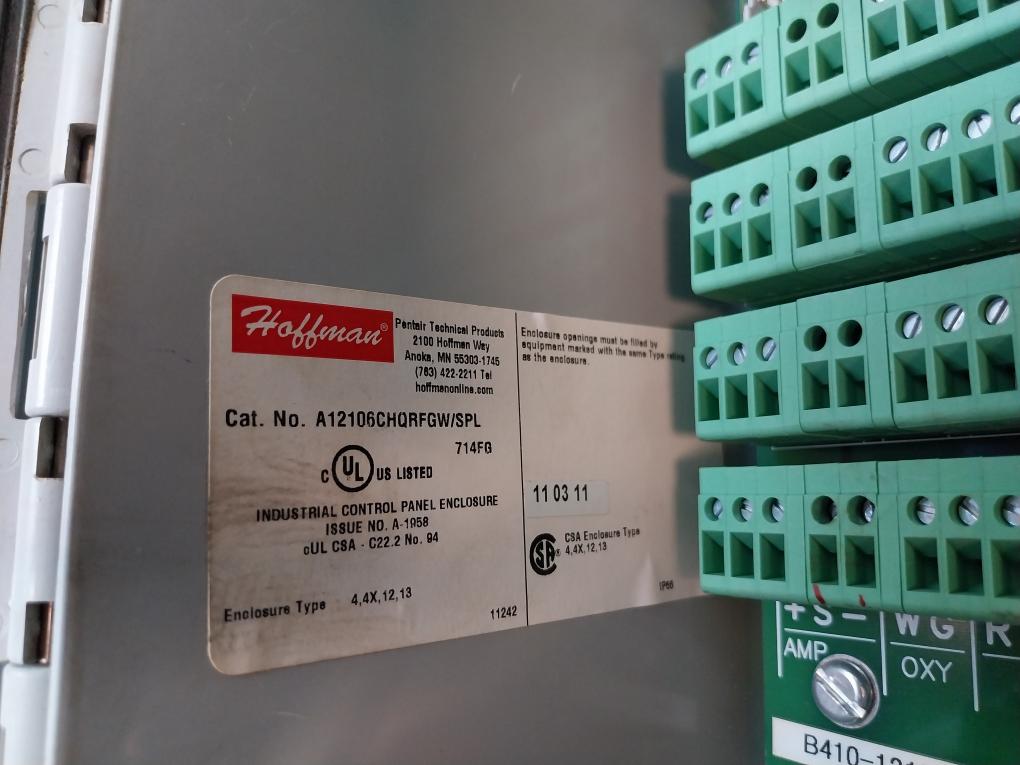 Hoffman®
Pentair Technical Products
2100 Hoffman Way
Anoka, MN 55303-1745
(763) 422-2211 Tel
hoffmanonline.com
Cat. No. A12106CHQRFGW/SPL
714FG
C UL US LISTED
INDUSTRIAL CONTROL PANEL ENCLOSURE
ISSUE NO. A-1958
cUL CSA - C22.2 No. 94
Enclosure Type 4,4X,12,13
11242
Enclosure openings must be filled by
equipment marked with the same Type rating
as the enclosure.
11 03 11
CSA®
CSA Enclosure Type
4,4X,12,13
IP66
+ S - W G R
AMP OXY